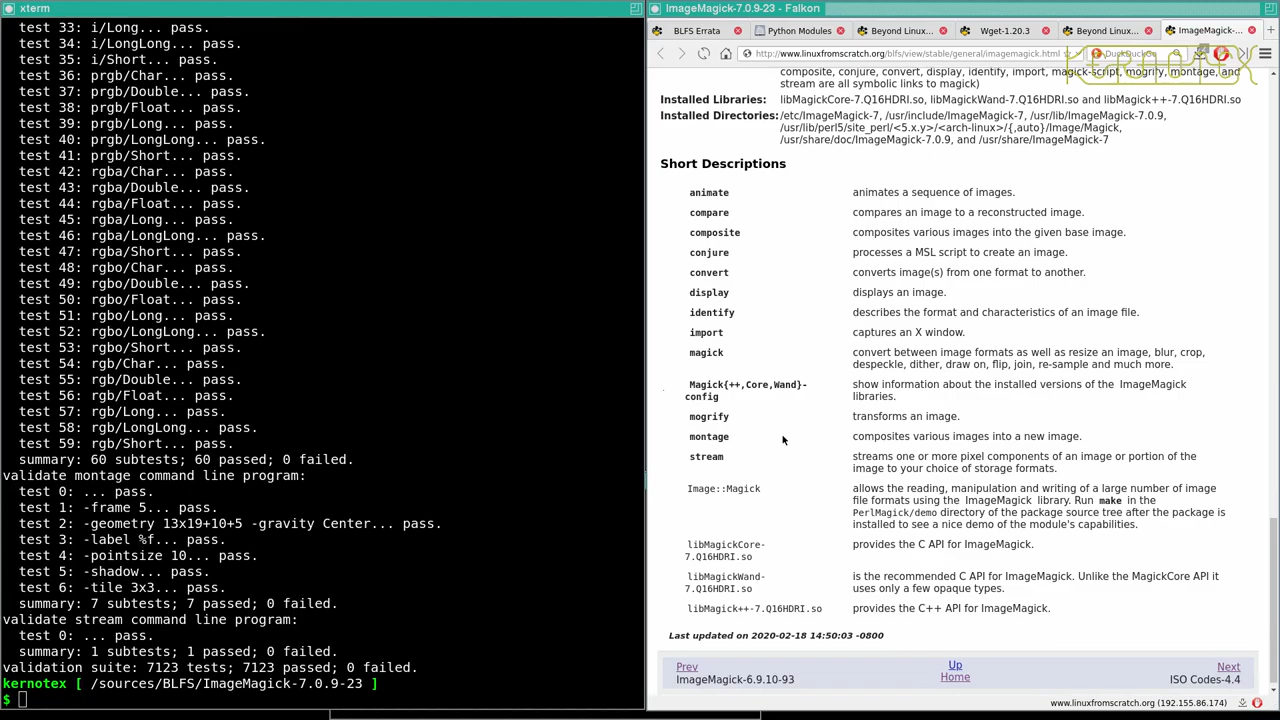 xterm
test 33: i/Long... pass.
test 34: i/LongLong... pass.
test 35: i/Short... pass.
test 36: prgb/Char... pass.
test 37: prgb/Double... pass.
test 38: prgb/Float... pass.
test 39: prgb/Long... pass.
test 40: prgb/LongLong... pass.
test 41: prgb/Short... pass.
test 42: rgba/Char... pass.
test 43: rgba/Double... pass.
test 44: rgba/Float... pass.
test 45: rgba/Long... pass.
test 46: rgba/LongLong... pass.
test 47: rgba/Short... pass.
test 48: rgbo/Char... pass.
test 49: rgbo/Double... pass.
test 50: rgbo/Float... pass.
test 51: rgbo/Long... pass.
test 52: rgbo/LongLong... pass.
test 53: rgbo/Short... pass.
test 54: rgb/Char... pass.
test 55: rgb/Double... pass.
test 56: rgb/Float... pass.
test 57: rgb/Long... pass.
test 58: rgb/LongLong... pass.
test 59: rgb/Short... pass.
summary: 60 subtests; 60 passed; 0 failed.
validate montage command line program:
test 0: ... pass.
test 1: -frame 5... pass.
test 2: -geometry 13x19+10+5 -gravity Center... pass.
test 3: -label %f... pass.
test 4: -pointsize 10... pass.
test 5: -shadow... pass.
test 6: -tile 3x3... pass.
summary: 7 subtests; 7 passed; 0 failed.
validate stream command line program:
test 0: ... pass.
summary: 1 subtests; 1 passed; 0 failed.
validation suite: 7123 tests; 7123 passed; 0 failed.
kernotex [ /sources/BLFS/ImageMagick-7.0.9-23 ]
$
ImageMagick-7.0.9-23 - Falkon
BLFS Errata Python Modules Beyond Linux... Wget-1.20.3 Beyond Linux... ImageMagick-...
http://www.linuxfromscratch.org/blfs/view/stable/general/imagemagick.html DuckDuckGo
KERNOTEX
composite, conjure, convert, display, identify, import, magick-script, mogrify, montage, and
stream are all symbolic links to magick)
Installed Libraries: libMagickCore-7.Q16HDRI.so, libMagickWand-7.Q16HDRI.so and libMagick++-7.Q16HDRI.so
Installed Directories: /etc/ImageMagick-7, /usr/include/ImageMagick-7, /usr/lib/ImageMagick-7.0.9,
/usr/lib/perl5/site_perl/<5.x.y>/<arch-linux>/{,auto}/Image/Magick,
/usr/share/doc/ImageMagick-7.0.9, and /usr/share/ImageMagick-7
Short Descriptions
animate animates a sequence of images.
compare compares an image to a reconstructed image.
composite composites various images into the given base image.
conjure processes a MSL script to create an image.
convert converts image(s) from one format to another.
display displays an image.
identify describes the format and characteristics of an image file.
import captures an X window.
magick convert between image formats as well as resize an image, blur, crop,
despeckle, dither, draw on, flip, join, re-sample and much more.
Magick{++,Core,Wand}- show information about the installed versions of the ImageMagick
config libraries.
mogrify transforms an image.
montage composites various images into a new image.
stream streams one or more pixel components of an image or portion of the
image to your choice of storage formats.
Image::Magick allows the reading, manipulation and writing of a large number of image
file formats using the ImageMagick library. Run make in the
PerlMagick/demo directory of the package source tree after the package is
installed to see a nice demo of the module's capabilities.
libMagickCore- provides the C API for ImageMagick.
7.Q16HDRI.so
libMagickWand- is the recommended C API for ImageMagick. Unlike the MagickCore API it
7.Q16HDRI.so uses only a few opaque types.
libMagick++-7.Q16HDRI.so provides the C++ API for ImageMagick.
Last updated on 2020-02-18 14:50:03 -0800
Prev Up Next
ImageMagick-6.9.10-93 Home ISO Codes-4.4
www.linuxfromscratch.org (192.155.86.174)